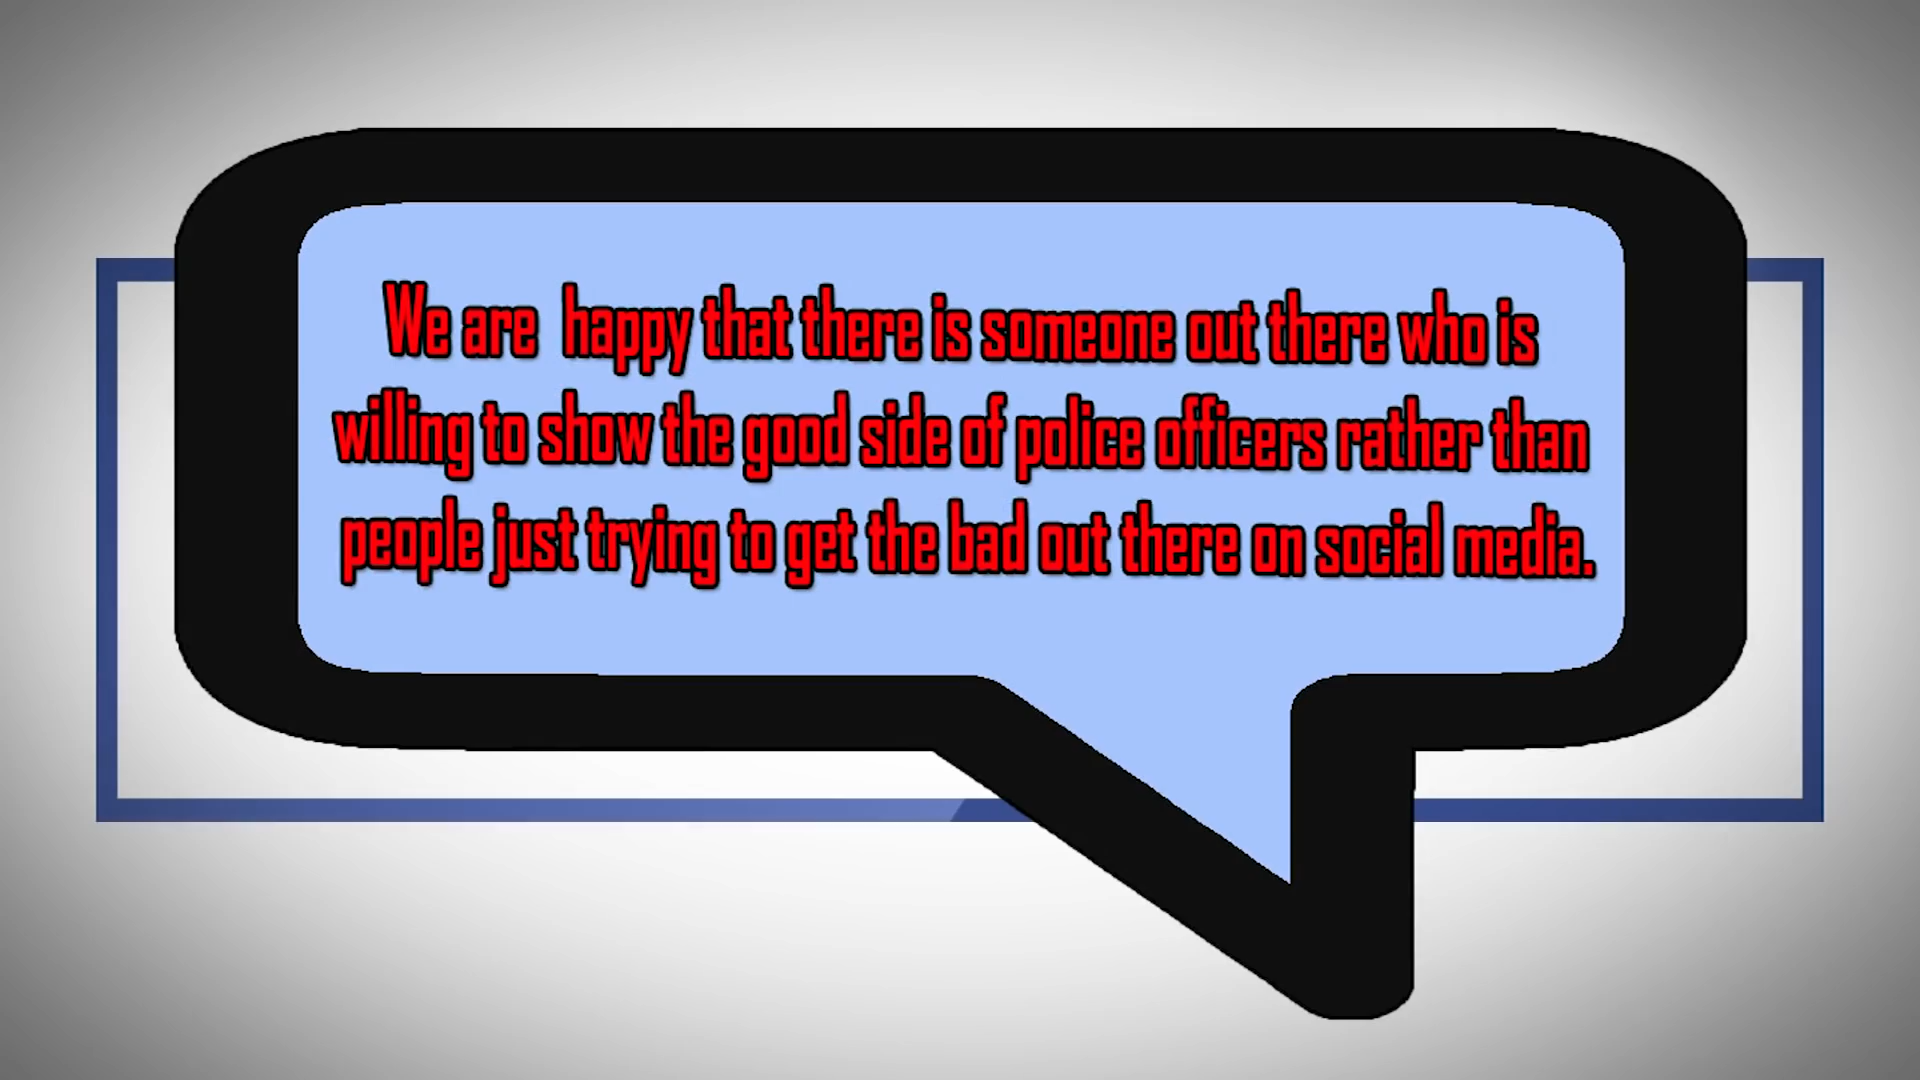 We are  happy that there is someone out there who is
willing to show the good side of police officers rather than
people just trying to get the bad out there on social media.